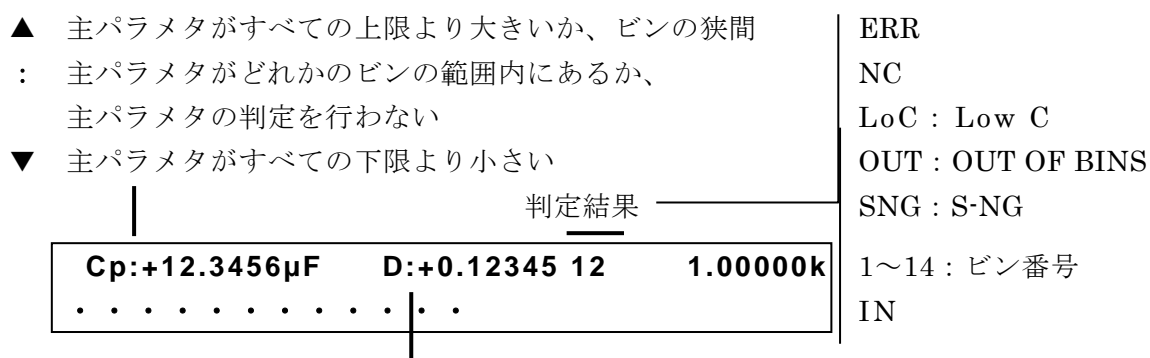 ▲ 主パラメタがすべての上限より大きいか、ビンの狭間
: 主パラメタがどれかのビンの範囲内にあるか、
主パラメタの判定を行わない
▼ 主パラメタがすべての下限より小さい
判定結果
ERR
NC
LoC : Low C
OUT : OUT OF BINS
SNG : S-NG
1～14 : ビン番号
IN
Cp:+12.3456µF D:+0.12345 12 1.00000k
. . . . . . . . . . . .